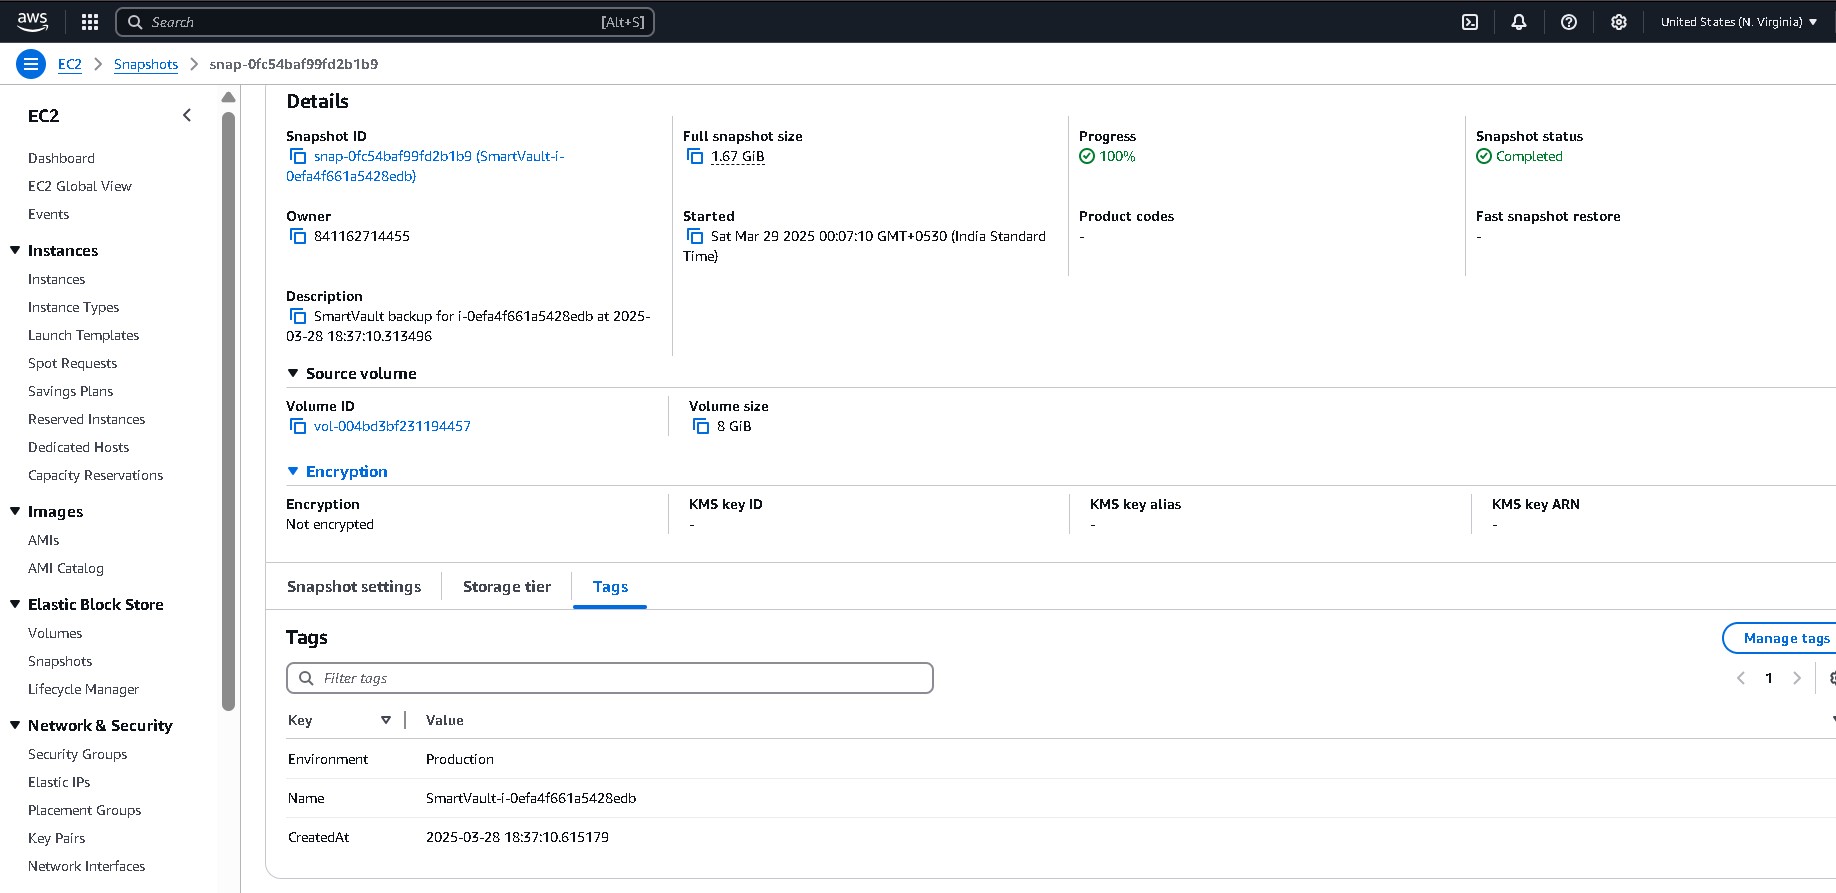 aws
Search [Alt+S]
United States (N. Virginia)
EC2 > Snapshots > snap-0fc54baf99fd2b1b9
EC2
Dashboard
EC2 Global View
Events
Instances
Instances
Instance Types
Launch Templates
Spot Requests
Savings Plans
Reserved Instances
Dedicated Hosts
Capacity Reservations
Images
AMIs
AMI Catalog
Elastic Block Store
Volumes
Snapshots
Lifecycle Manager
Network & Security
Security Groups
Elastic IPs
Placement Groups
Key Pairs
Network Interfaces
Details
Snapshot ID
snap-0fc54baf99fd2b1b9 (SmartVault-i-
0efa4f661a5428edb)
Full snapshot size
1.67 GiB
Progress
100%
Snapshot status
Completed
Owner
841162714455
Started
Sat Mar 29 2025 00:07:10 GMT+0530 (India Standard
Time)
Product codes
-
Fast snapshot restore
-
Description
SmartVault backup for i-0efa4f661a5428edb at 2025-
03-28 18:37:10.313496
Source volume
Volume ID
vol-004bd3bf231194457
Volume size
8 GiB
Encryption
Encryption
Not encrypted
KMS key ID
-
KMS key alias
-
KMS key ARN
-
Snapshot settings
Storage tier
Tags
Tags
Manage tags
Filter tags
1
Key Value
Environment Production
Name SmartVault-i-0efa4f661a5428edb
CreatedAt 2025-03-28 18:37:10.615179